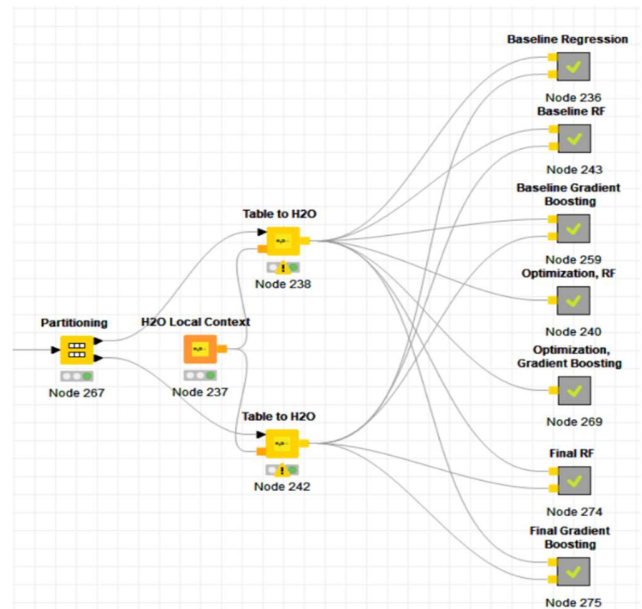 Baseline Regression
Node 236
Baseline RF
Node 243
Baseline Gradient
Boosting
Node 259
Table to H2O
Node 238
Optimization, RF
Node 240
Partitioning
Node 267
H2O Local Context
Node 237
Optimization,
Gradient Boosting
Node 269
Table to H2O
Node 242
Final RF
Node 274
Final Gradient
Boosting
Node 275